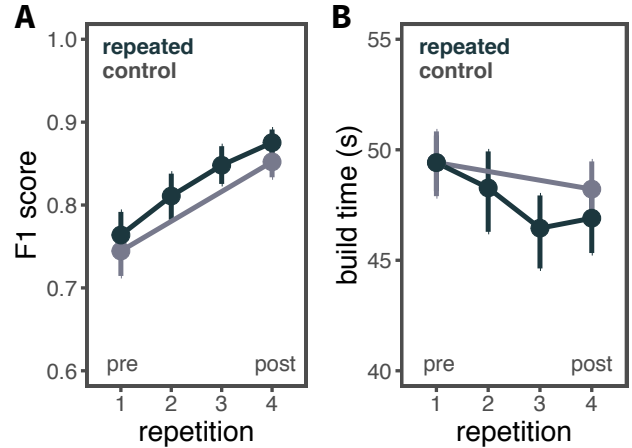 A
F1 score
1.0
0.9
0.8
0.7
0.6
repeated
control
pre
post
1 2 3 4
repetition
B
build time (s)
55
50
45
40
repeated
control
pre
post
1 2 3 4
repetition